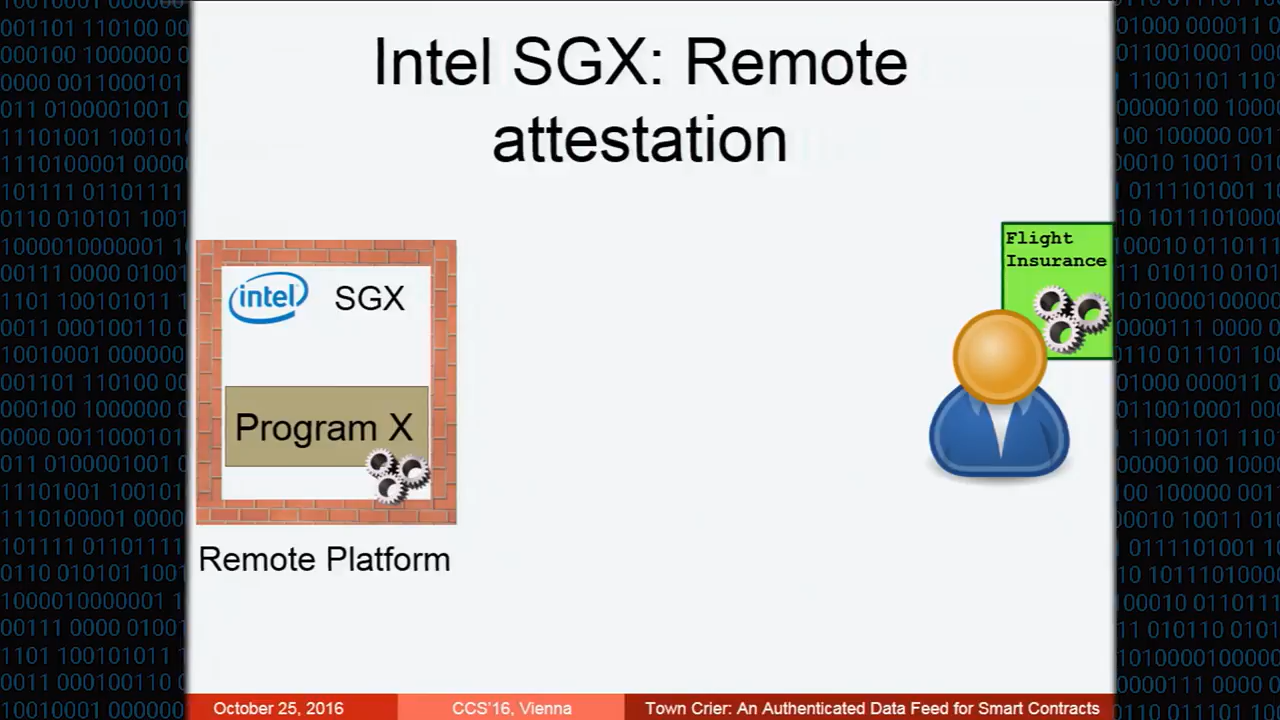 Intel SGX: Remote
attestation
Flight
Insurance
intel SGX
Program X
Remote Platform
October 25, 2016
CCS'16, Vienna
Town Crier: An Authenticated Data Feed for Smart Contracts